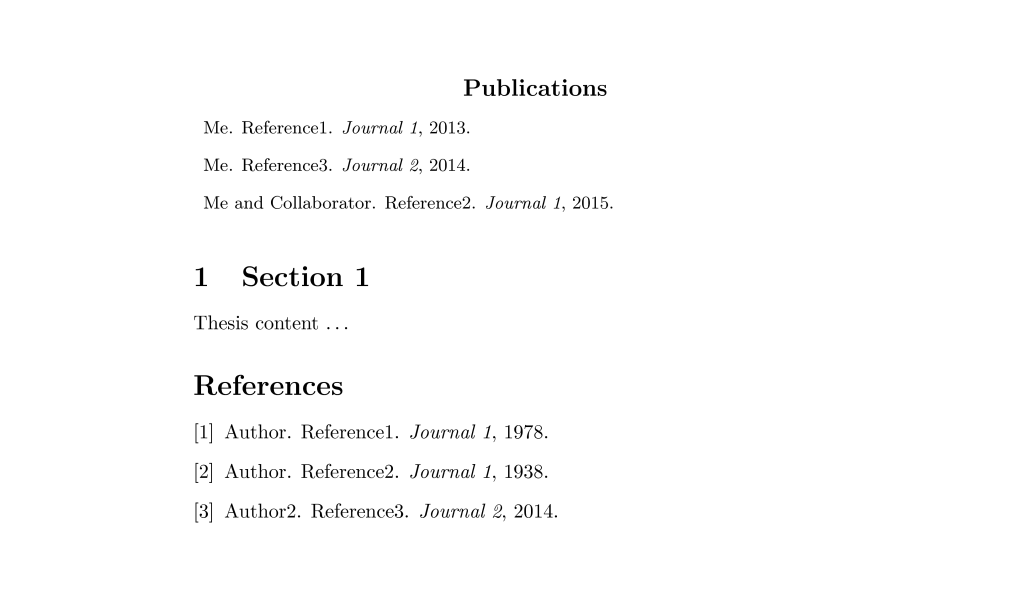 Publications
Me. Reference1. Journal 1, 2013.
Me. Reference3. Journal 2, 2014.
Me and Collaborator. Reference2. Journal 1, 2015.
1 Section 1
Thesis content ...
References
[1] Author. Reference1. Journal 1, 1978.
[2] Author. Reference2. Journal 1, 1938.
[3] Author2. Reference3. Journal 2, 2014.